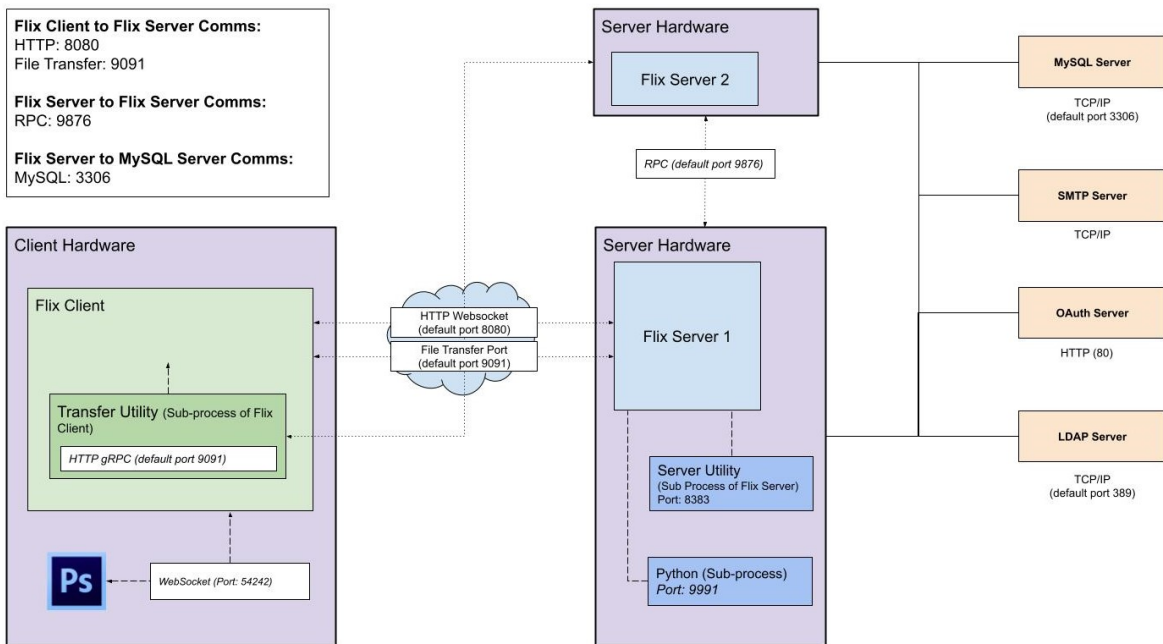 Flix Client to Flix Server Comms:
HTTP: 8080
File Transfer: 9091
Flix Server to Flix Server Comms:
RPC: 9876
Flix Server to MySQL Server Comms:
MySQL: 3306
Server Hardware
Flix Server 2
RPC (default port 9876)
MySQL Server
TCP/IP
(default port 3306)
SMTP Server
TCP/IP
OAuth Server
HTTP (80)
LDAP Server
TCP/IP
(default port 389)
Client Hardware
Flix Client
Transfer Utility (Sub-process of Flix
Client)
HTTP gRPC (default port 9091)
Ps
WebSocket (Port: 54242)
HTTP Websocket
(default port 8080)
File Transfer Port
(default port 9091)
Server Hardware
Flix Server 1
Server Utility
(Sub Process of Flix Server)
Port: 8383
Python (Sub-process)
Port: 9991